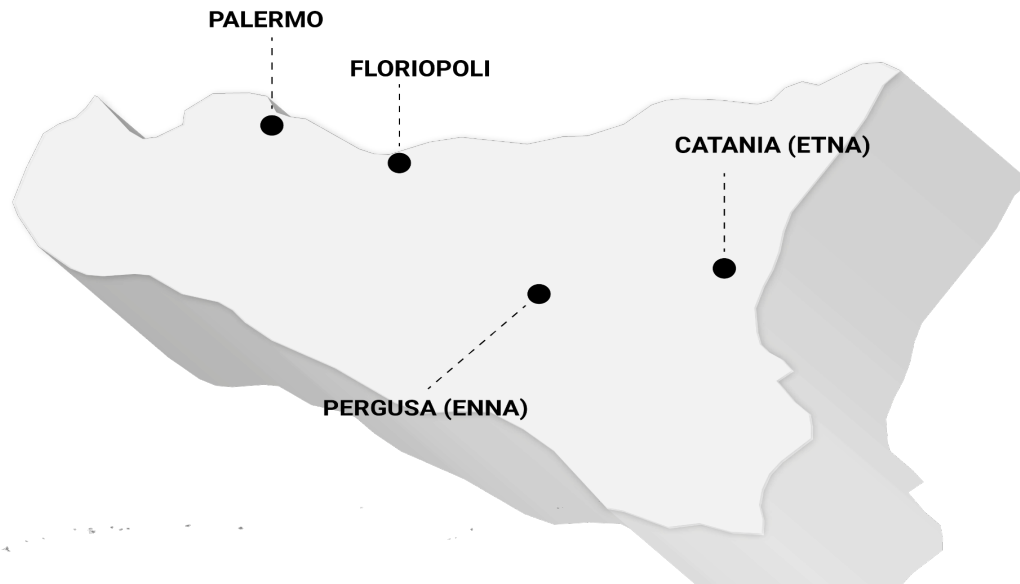 PALERMO
FLORIOPOLI
CATANIA (ETNA)
PERGUSA (ENNA)